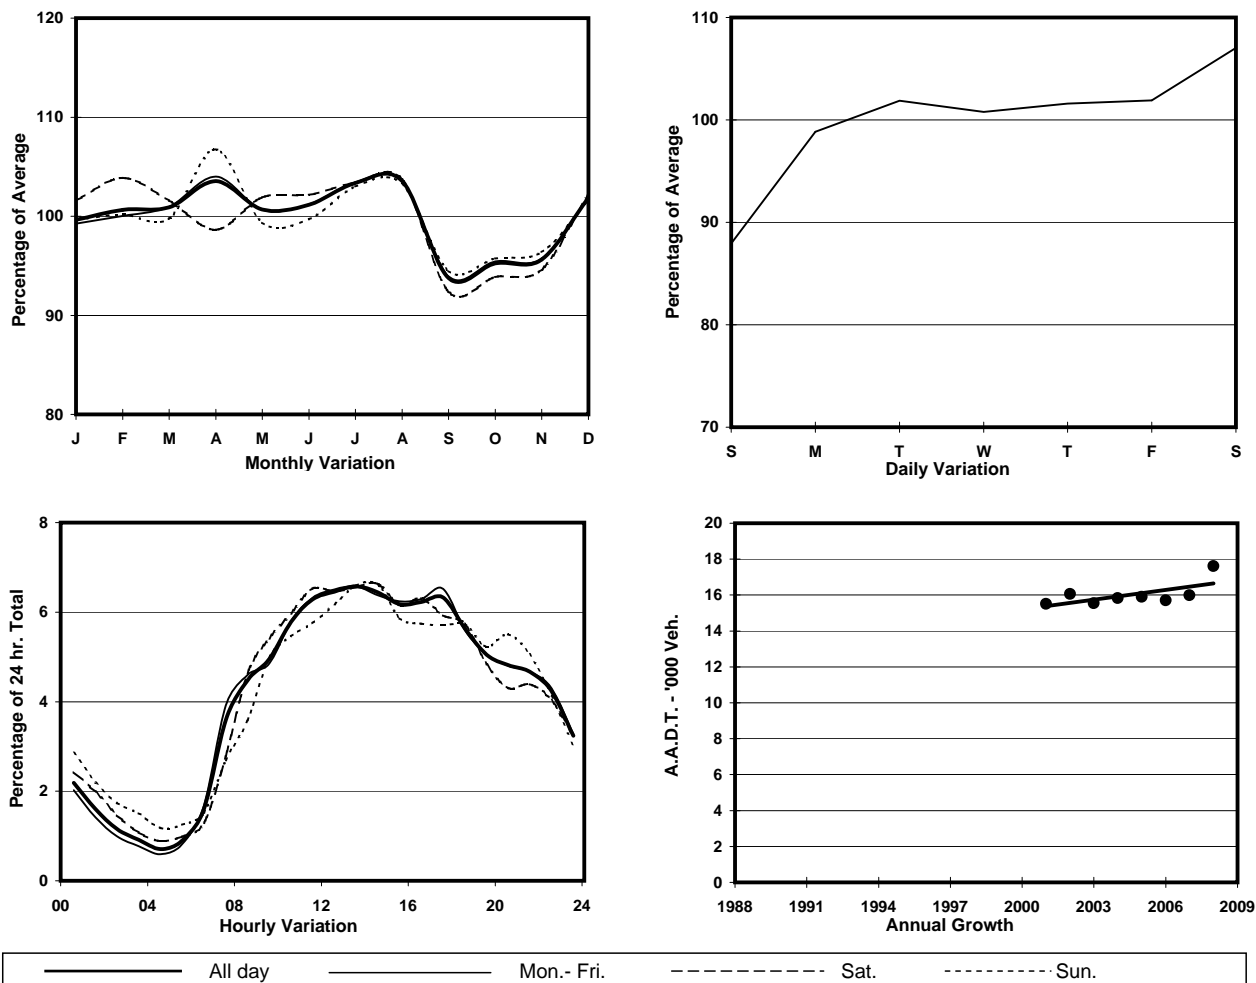 120
110
100
90
80
Percentage of Average
J F M A M J J A S O N D
Monthly Variation
110
100
90
80
70
Percentage of Average
S M T W T F S
Daily Variation
8
6
4
2
0
Percentage of 24 hr. Total
00 04 08 12 16 20 24
Hourly Variation
20
18
16
14
12
10
8
6
4
2
0
A.A.D.T. - '000 Veh.
1988 1991 1994 1997 2000 2003 2006 2009
Annual Growth
All day Mon.- Fri. Sat. Sun.